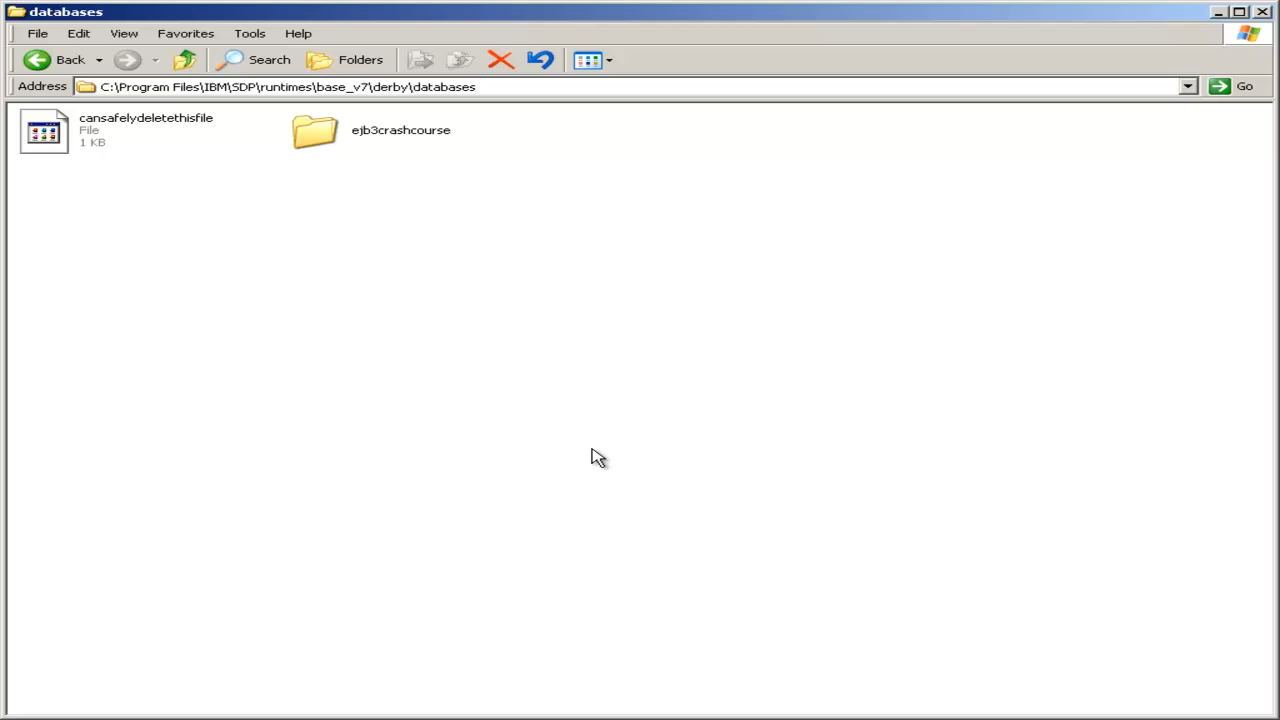 databases
File Edit View Favorites Tools Help
Back Search Folders
Address C:\Program Files\IBM\SDP\runtimes\base_v7\derby\databases Go
cansafelydeletethisfile
File
1 KB
ejb3crashcourse